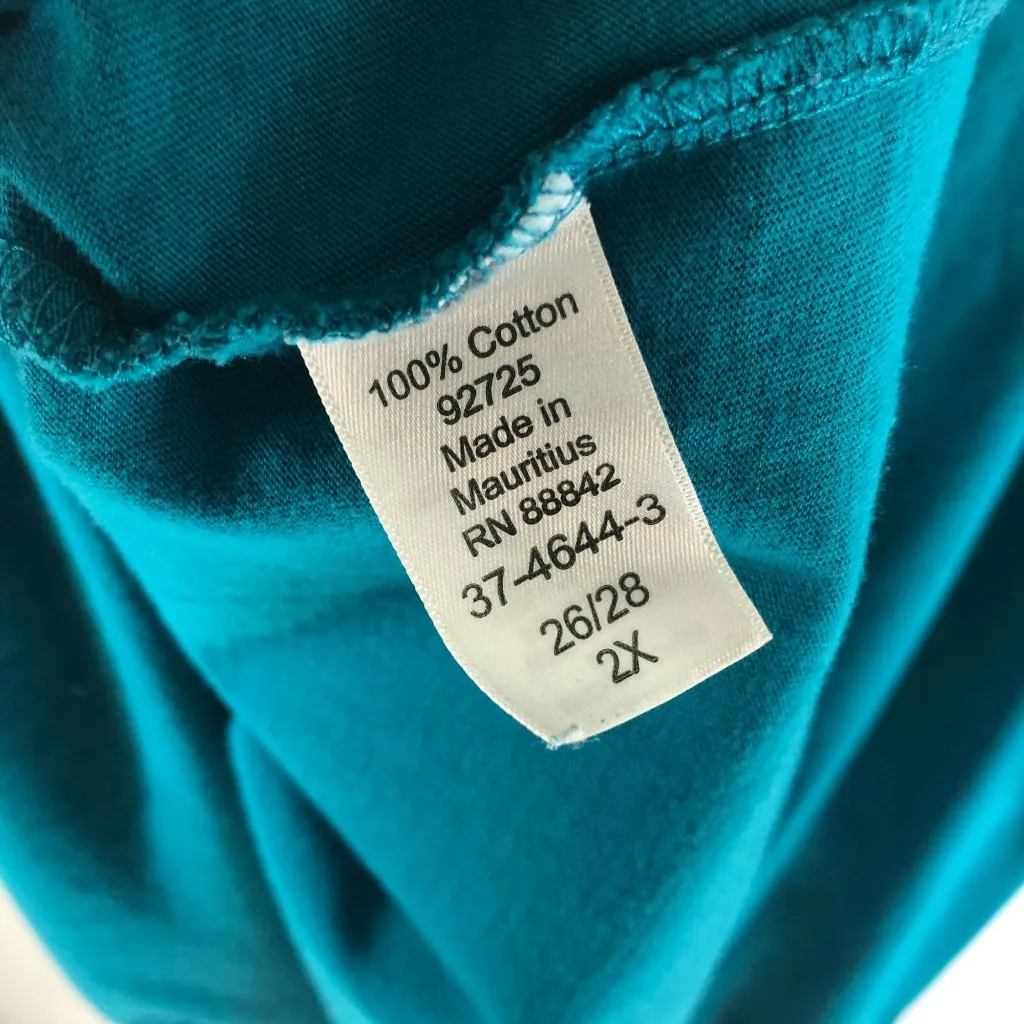 100% Cotton
92725
Made in
Mauritius
RN 88842
37-4644-3
26/28
2X